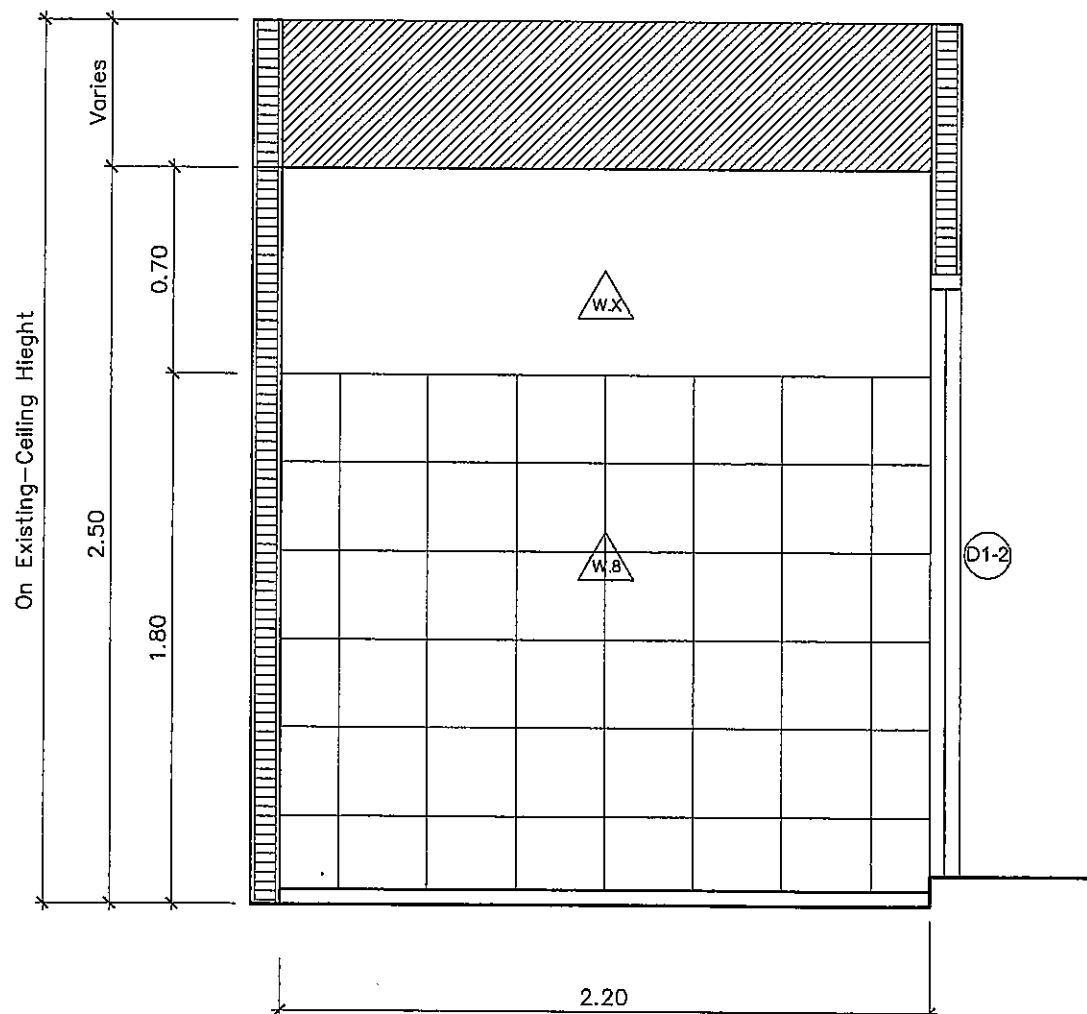 Varies
0.70
W.X
On Existing-Ceiling Hieght
2.50
W.8
D1-2
1.80
2.20